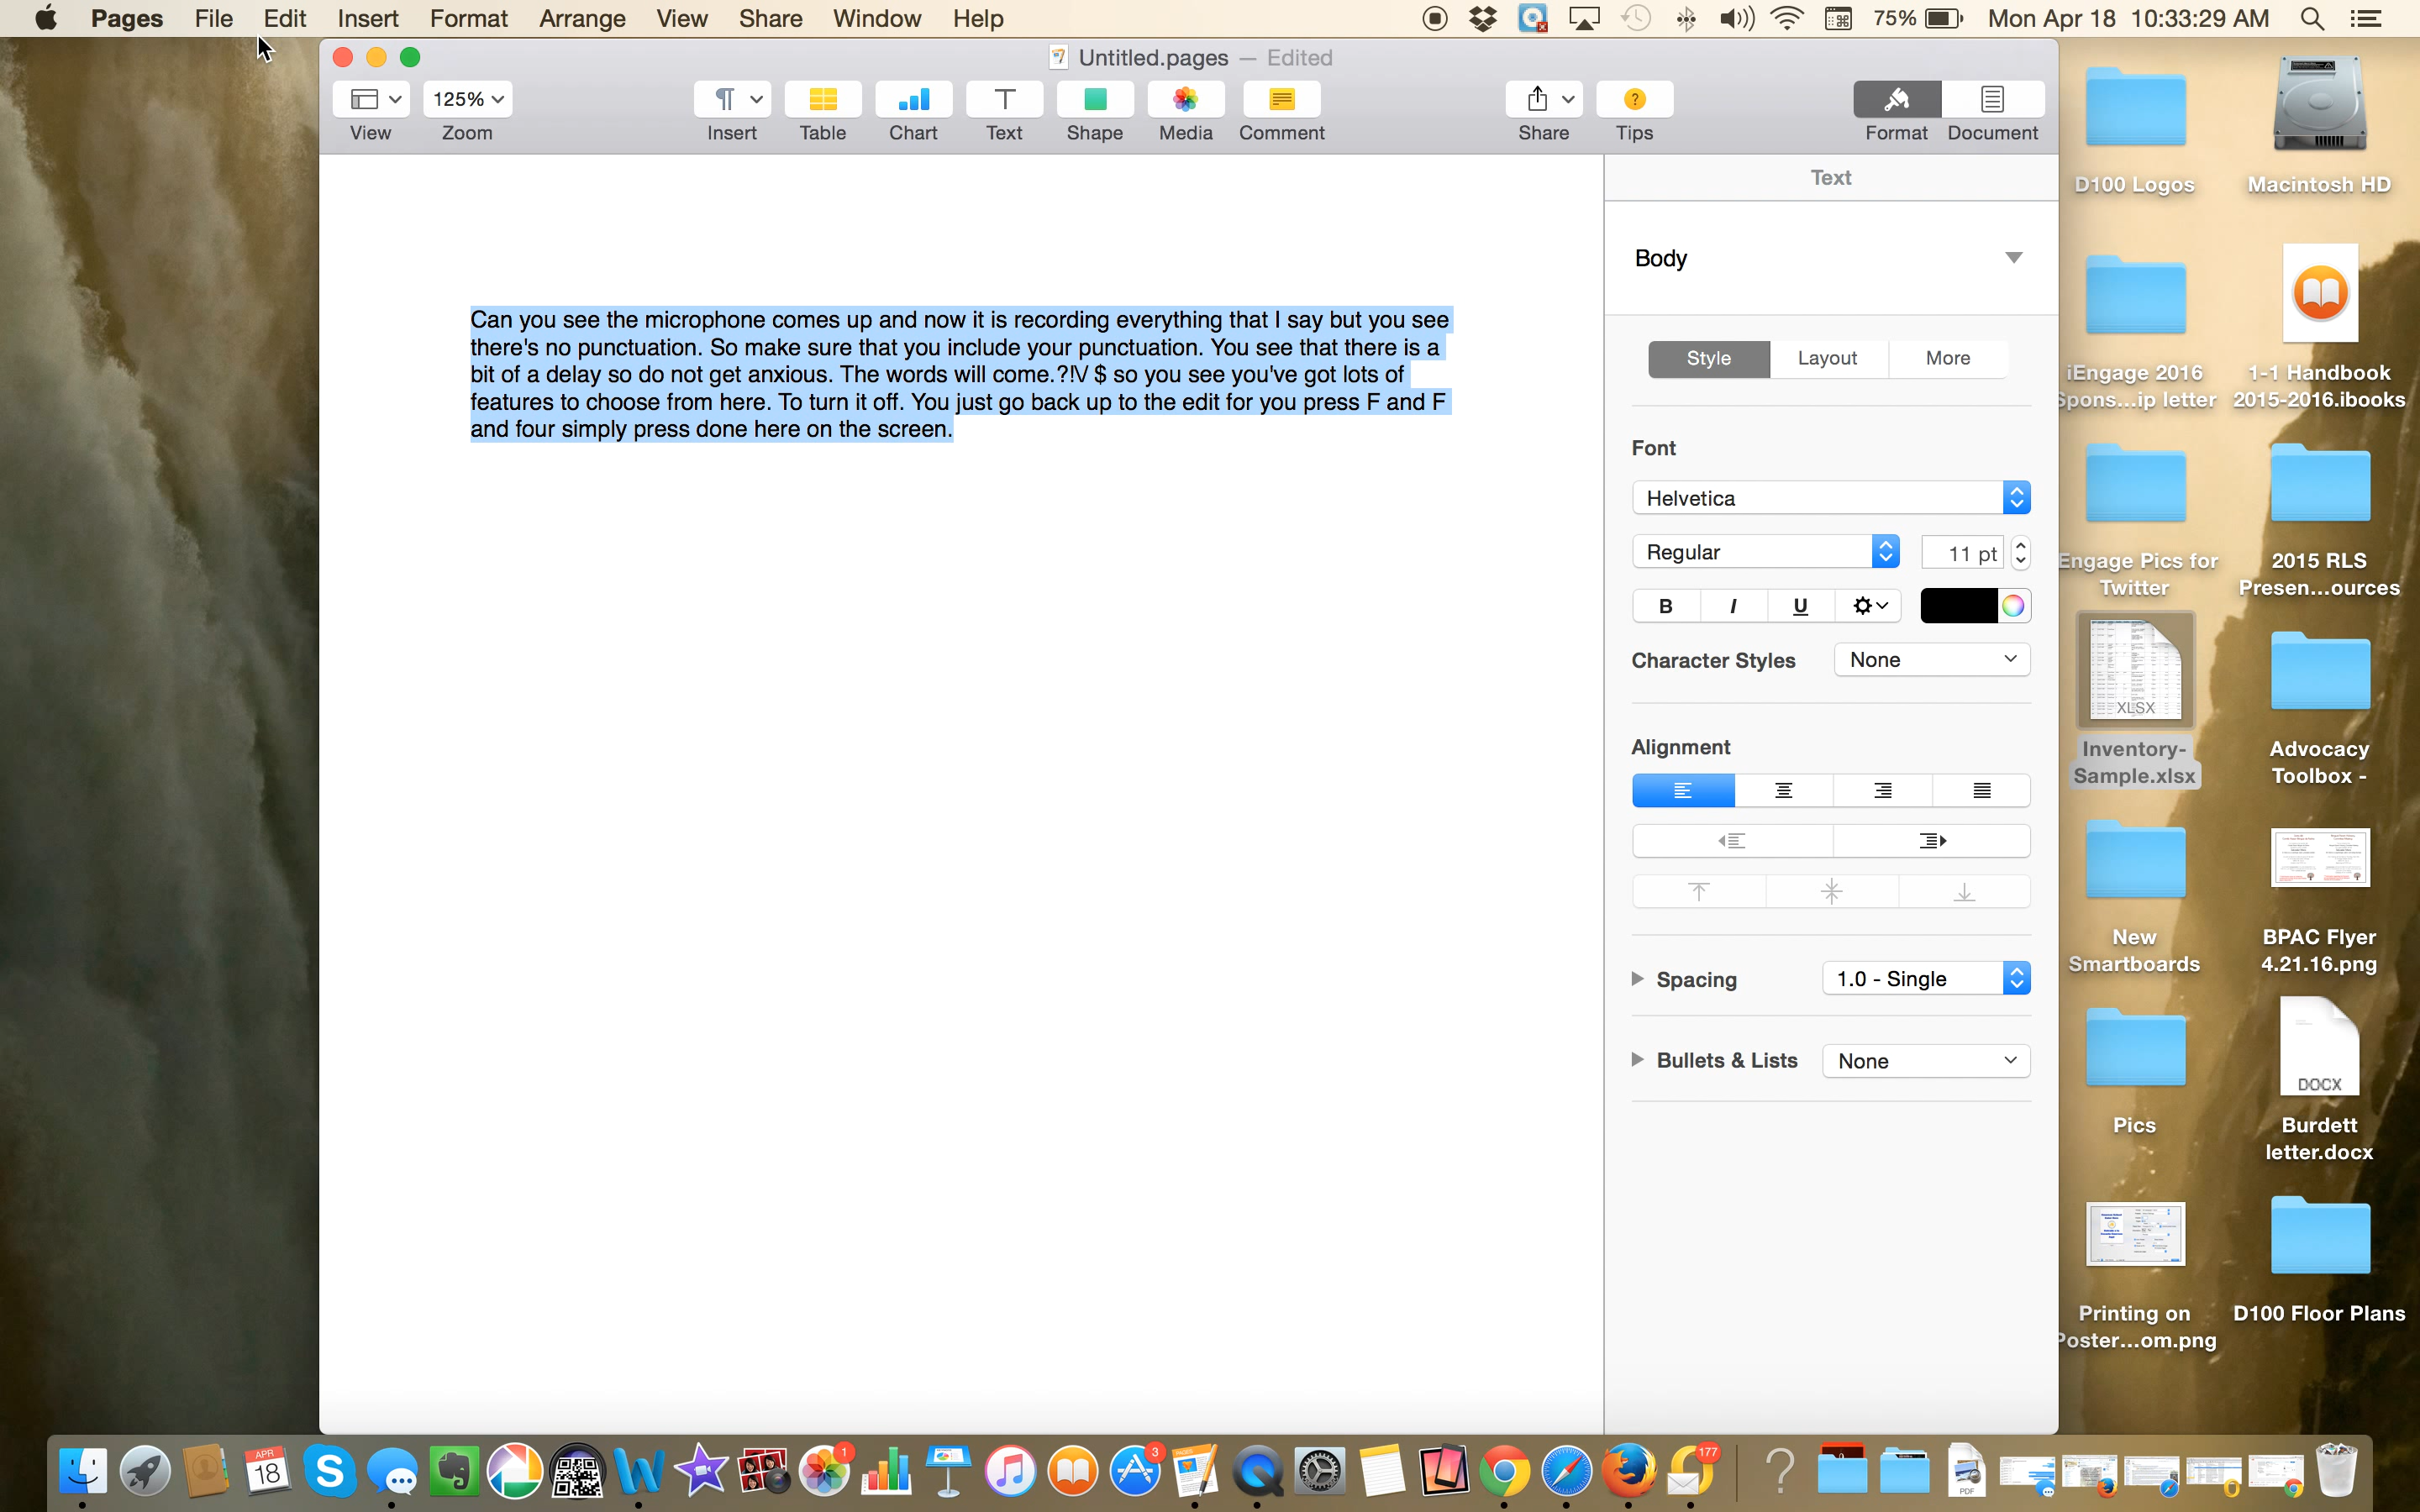 Pages File Edit Insert Format Arrange View Share Window Help 75% Mon Apr 18 10:33:29 AM
Untitled.pages — Edited
125%
View Zoom Insert Table Chart Text Shape Media Comment Share Tips Format Document
Text
Body
Style Layout More
Font
Helvetica
Regular 11 pt
B I U
Character Styles None
Alignment
Spacing 1.0 - Single
Bullets & Lists None
Can you see the microphone comes up and now it is recording everything that I say but you see
there's no punctuation. So make sure that you include your punctuation. You see that there is a
bit of a delay so do not get anxious. The words will come.?!\/ $ so you see you've got lots of
features to choose from here. To turn it off. You just go back up to the edit for you press F and F
and four simply press done here on the screen.
D100 Logos
Macintosh HD
iEngage 2016
Spons...ip letter
1-1 Handbook
2015-2016.ibooks
Engage Pics for
Twitter
2015 RLS
Presen...ources
XLSX
Inventory-
Sample.xlsx
Advocacy
Toolbox -
New
Smartboards
BPAC Flyer
4.21.16.png
Pics
DOCX
Burdett
letter.docx
Printing on
Poster...om.png
D100 Floor Plans
APR
18
1
3
PAGES
177
PDF